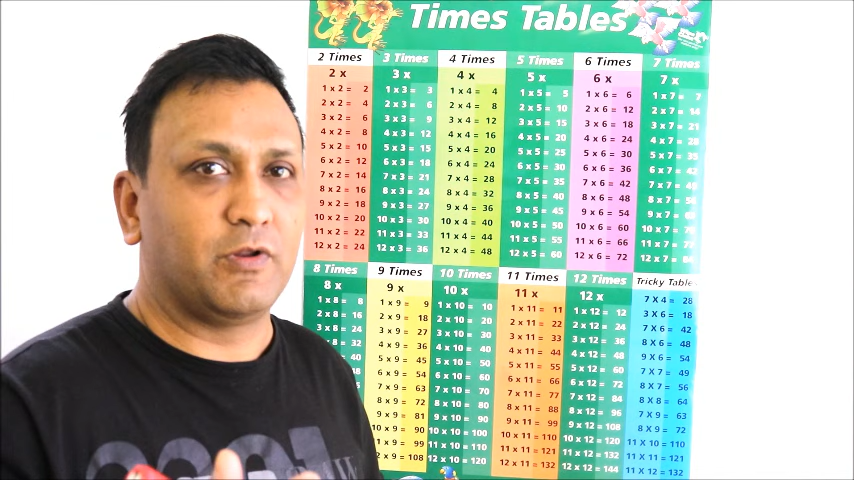 Times Tables
2 Times 3 Times 4 Times 5 Times 6 Times 7 Times
2 x 3 x 4 x 5 x 6 x 7 x
1 x 2 = 2 1 x 3 = 3 1 x 4 = 4 1 x 5 = 5 1 x 6 = 6 1 x 7 = 7
2 x 2 = 4 2 x 3 = 6 2 x 4 = 8 2 x 5 = 10 2 x 6 = 12 2 x 7 = 14
3 x 2 = 6 3 x 3 = 9 3 x 4 = 12 3 x 5 = 15 3 x 6 = 18 3 x 7 = 21
4 x 2 = 8 4 x 3 = 12 4 x 4 = 16 4 x 5 = 20 4 x 6 = 24 4 x 7 = 28
5 x 2 = 10 5 x 3 = 15 5 x 4 = 20 5 x 5 = 25 5 x 6 = 30 5 x 7 = 35
6 x 2 = 12 6 x 3 = 18 6 x 4 = 24 6 x 5 = 30 6 x 6 = 36 6 x 7 = 42
7 x 2 = 14 7 x 3 = 21 7 x 4 = 28 7 x 5 = 35 7 x 6 = 42 7 x 7 = 49
8 x 2 = 16 8 x 3 = 24 8 x 4 = 32 8 x 5 = 40 8 x 6 = 48 8 x 7 = 56
9 x 2 = 18 9 x 3 = 27 9 x 4 = 36 9 x 5 = 45 9 x 6 = 54 9 x 7 = 63
10 x 2 = 20 10 x 3 = 30 10 x 4 = 40 10 x 5 = 50 10 x 6 = 60 10 x 7 = 70
11 x 2 = 22 11 x 3 = 33 11 x 4 = 44 11 x 5 = 55 11 x 6 = 66 11 x 7 = 77
12 x 2 = 24 12 x 3 = 36 12 x 4 = 48 12 x 5 = 60 12 x 6 = 72 12 x 7 = 84
8 Times 9 Times 10 Times 11 Times 12 Times Tricky Tables
8 x 9 x 10 x 11 x 12 x 7 X 4 = 28
1 x 8 = 8 1 x 9 = 9 1 x 10 = 10 1 x 11 = 11 1 x 12 = 12 3 X 6 = 18
2 x 8 = 16 2 x 9 = 18 2 x 10 = 20 2 x 11 = 22 2 x 12 = 24 7 X 6 = 42
3 x 8 = 24 3 x 9 = 27 3 x 10 = 30 3 x 11 = 33 3 x 12 = 36 8 X 6 = 48
x 8 = 32 4 x 9 = 36 4 x 10 = 40 4 x 11 = 44 4 x 12 = 48 9 X 6 = 54
40 5 x 9 = 45 5 x 10 = 50 5 x 11 = 55 5 x 12 = 60 7 X 7 = 49
48 6 x 9 = 54 6 x 10 = 60 6 x 11 = 66 6 x 12 = 72 8 X 7 = 56
7 x 9 = 63 7 x 10 = 70 7 x 11 = 77 7 x 12 = 84 8 X 8 = 64
8 x 9 = 72 8 x 10 = 80 8 x 11 = 88 8 x 12 = 96 7 X 9 = 63
9 x 9 = 81 9 x 10 = 90 9 x 11 = 99 9 x 12 = 108 8 X 9 = 72
10 x 9 = 90 10 x 10 = 100 10 x 11 = 110 10 x 12 = 120 11 X 10 = 110
11 x 9 = 99 11 x 10 = 110 11 x 11 = 121 11 x 12 = 132 11 X 11 = 121
2 x 9 = 108 12 x 10 = 120 12 x 11 = 132 12 x 12 = 144 11 X 12 = 132